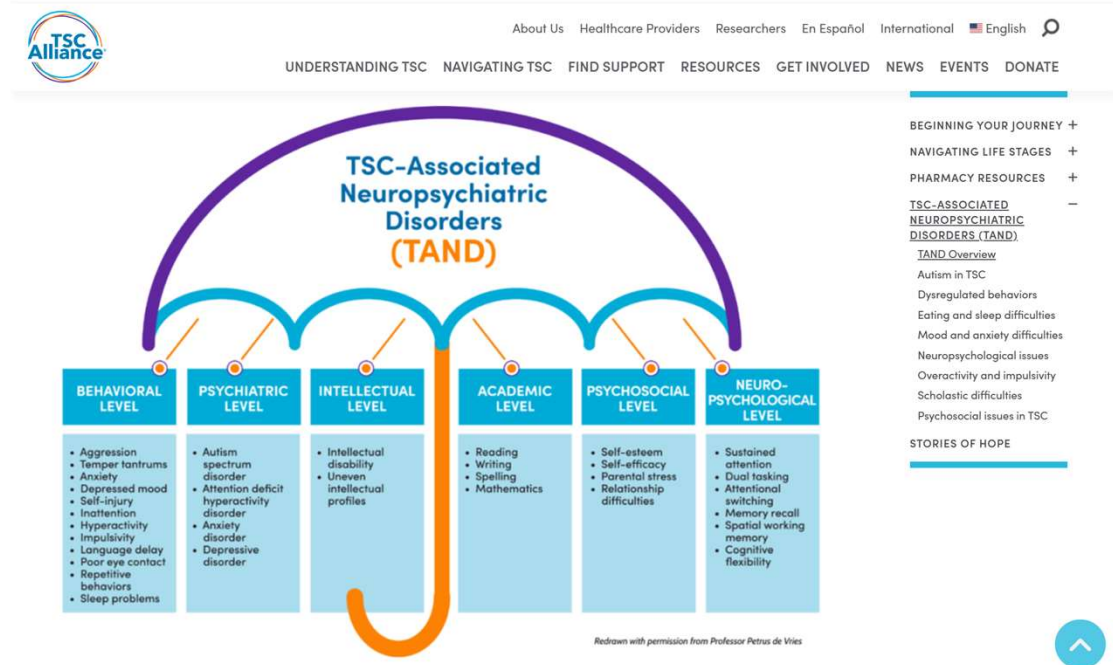 TSC
Alliance
About Us Healthcare Providers Researchers En Español International English
UNDERSTANDING TSC NAVIGATING TSC FIND SUPPORT RESOURCES GET INVOLVED NEWS EVENTS DONATE
TSC-Associated
Neuropsychiatric
Disorders
(TAND)
BEHAVIORAL
LEVEL
• Aggression
• Temper tantrums
• Anxiety
• Depressed mood
• Self-injury
• Inattention
• Hyperactivity
• Impulsivity
• Language delay
• Poor eye contact
• Repetitive
behaviors
• Sleep problems
PSYCHIATRIC
LEVEL
• Autism
spectrum
disorder
• Attention deficit
hyperactivity
disorder
• Anxiety
disorder
• Depressive
disorder
INTELLECTUAL
LEVEL
• Intellectual
disability
• Uneven
intellectual
profiles
ACADEMIC
LEVEL
• Reading
• Writing
• Spelling
• Mathematics
PSYCHOSOCIAL
LEVEL
• Self-esteem
• Self-efficacy
• Parental stress
• Relationship
difficulties
NEURO-
PSYCHOLOGICAL
LEVEL
• Sustained
attention
• Dual tasking
• Attentional
switching
• Memory recall
• Spatial working
memory
• Cognitive
flexibility
Redrawn with permission from Professor Petrus de Vries
BEGINNING YOUR JOURNEY +
NAVIGATING LIFE STAGES +
PHARMACY RESOURCES +
TSC-ASSOCIATED −
NEUROPSYCHIATRIC
DISORDERS (TAND)
TAND Overview
Autism in TSC
Dysregulated behaviors
Eating and sleep difficulties
Mood and anxiety difficulties
Neuropsychological issues
Overactivity and impulsivity
Scholastic difficulties
Psychosocial issues in TSC
STORIES OF HOPE